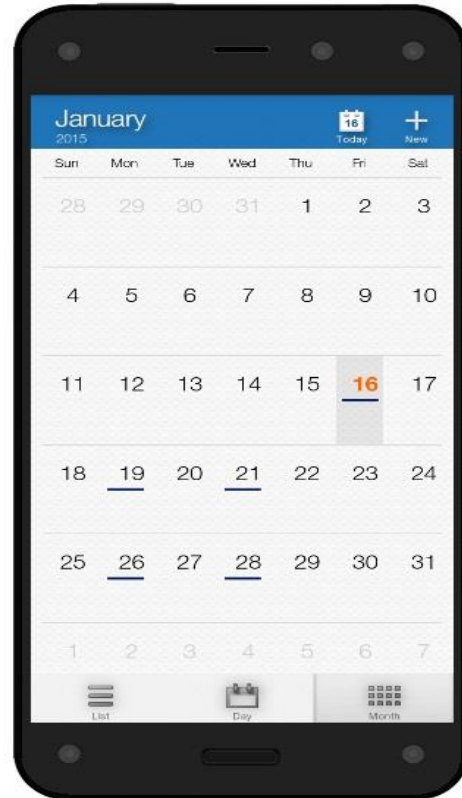 January
2015
16
Today
New
Sun Mon Tue Wed Thu Fri Sat
28 29 30 31 1 2 3
4 5 6 7 8 9 10
11 12 13 14 15 16 17
18 19 20 21 22 23 24
25 26 27 28 29 30 31
1 2 3 4 5 6 7
List Day Month